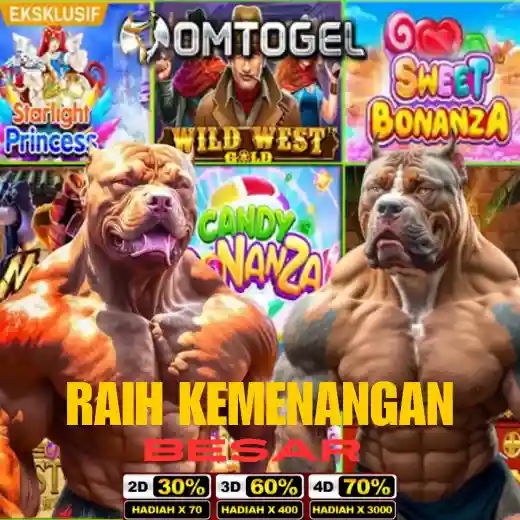 EKSKLUSIF
OMTOGEL
Starlight
Princess
WILD WEST
GOLD
SWEET
BONANZA
CANDY
BONANZA
RAIH KEMENANGAN
BESAR
2D 30% 3D 60% 4D 70%
HADIAH X 70 HADIAH X 400 HADIAH X 3000